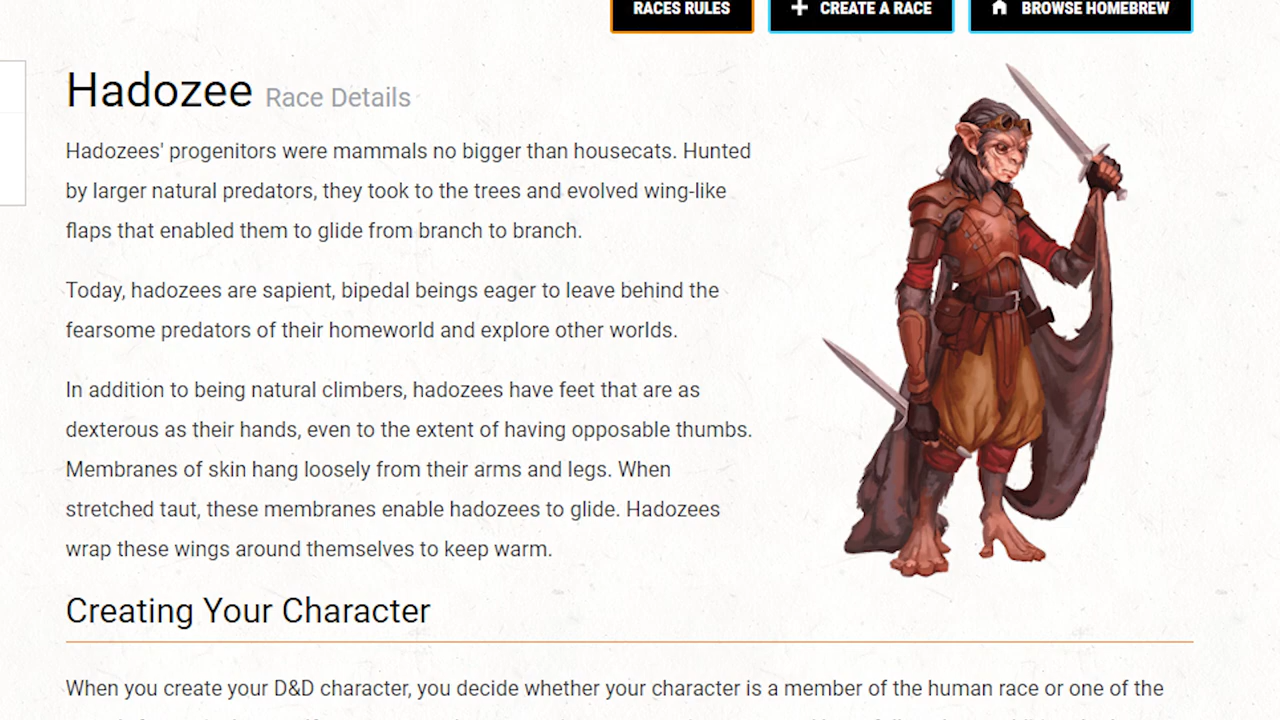 RACES RULES
CREATE A RACE
BROWSE HOMEBREW
Hadozee Race Details
Hadozees' progenitors were mammals no bigger than housecats. Hunted
by larger natural predators, they took to the trees and evolved wing-like
flaps that enabled them to glide from branch to branch.
Today, hadozees are sapient, bipedal beings eager to leave behind the
fearsome predators of their homeworld and explore other worlds.
In addition to being natural climbers, hadozees have feet that are as
dexterous as their hands, even to the extent of having opposable thumbs.
Membranes of skin hang loosely from their arms and legs. When
stretched taut, these membranes enable hadozees to glide. Hadozees
wrap these wings around themselves to keep warm.
Creating Your Character
When you create your D&D character, you decide whether your character is a member of the human race or one of the